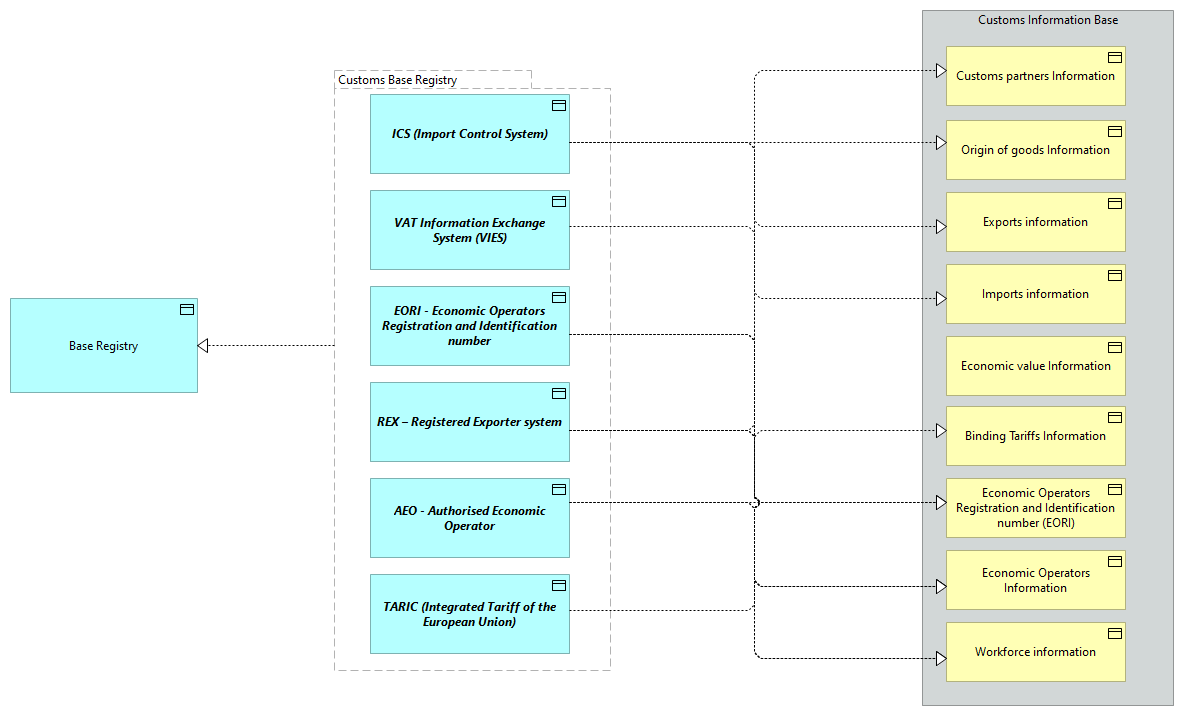 Customs Information Base
Customs Base Registry
Base Registry
ICS (Import Control System)
VAT Information Exchange
System (VIES)
EORI - Economic Operators
Registration and Identification
number
REX – Registered Exporter system
AEO - Authorised Economic
Operator
TARIC (Integrated Tariff of the
European Union)
Customs partners Information
Origin of goods Information
Exports information
Imports information
Economic value Information
Binding Tariffs Information
Economic Operators
Registration and Identification
number (EORI)
Economic Operators
Information
Workforce information